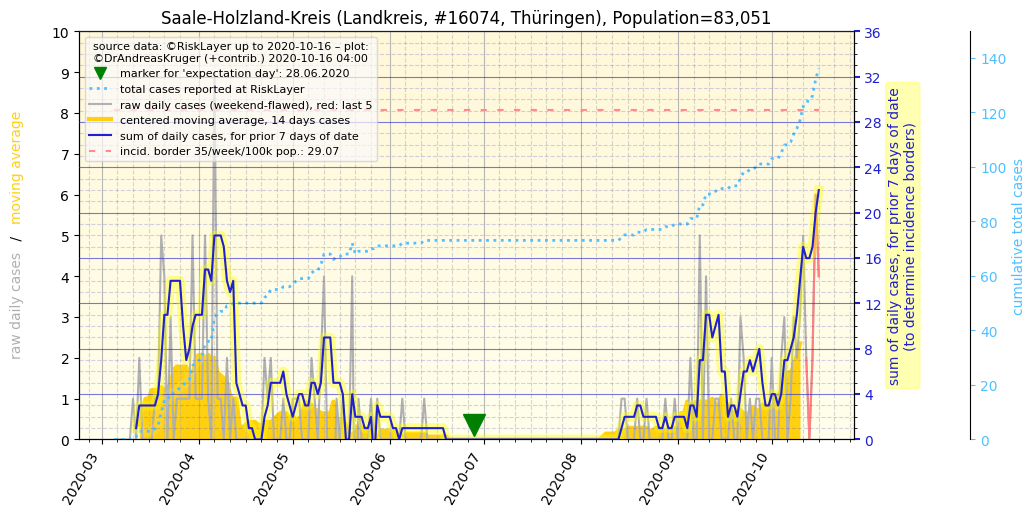 Saale-Holzland-Kreis (Landkreis, #16074, Thüringen), Population=83,051
source data: ©RiskLayer up to 2020-10-16 – plot:
©DrAndreasKruger (+contrib.) 2020-10-16 04:00
marker for 'expectation day': 28.06.2020
total cases reported at RiskLayer
raw daily cases (weekend-flawed), red: last 5
centered moving average, 14 days cases
sum of daily cases, for prior 7 days of date
incid. border 35/week/100k pop.: 29.07
raw daily cases / moving average
10
9
8
7
6
5
4
3
2
1
0
36
32
28
24
20
16
12
8
4
0
sum of daily cases, for prior 7 days of date
(to determine incidence borders)
140
120
100
80
60
40
20
0
cumulative total cases
2020-03
2020-04
2020-05
2020-06
2020-07
2020-08
2020-09
2020-10